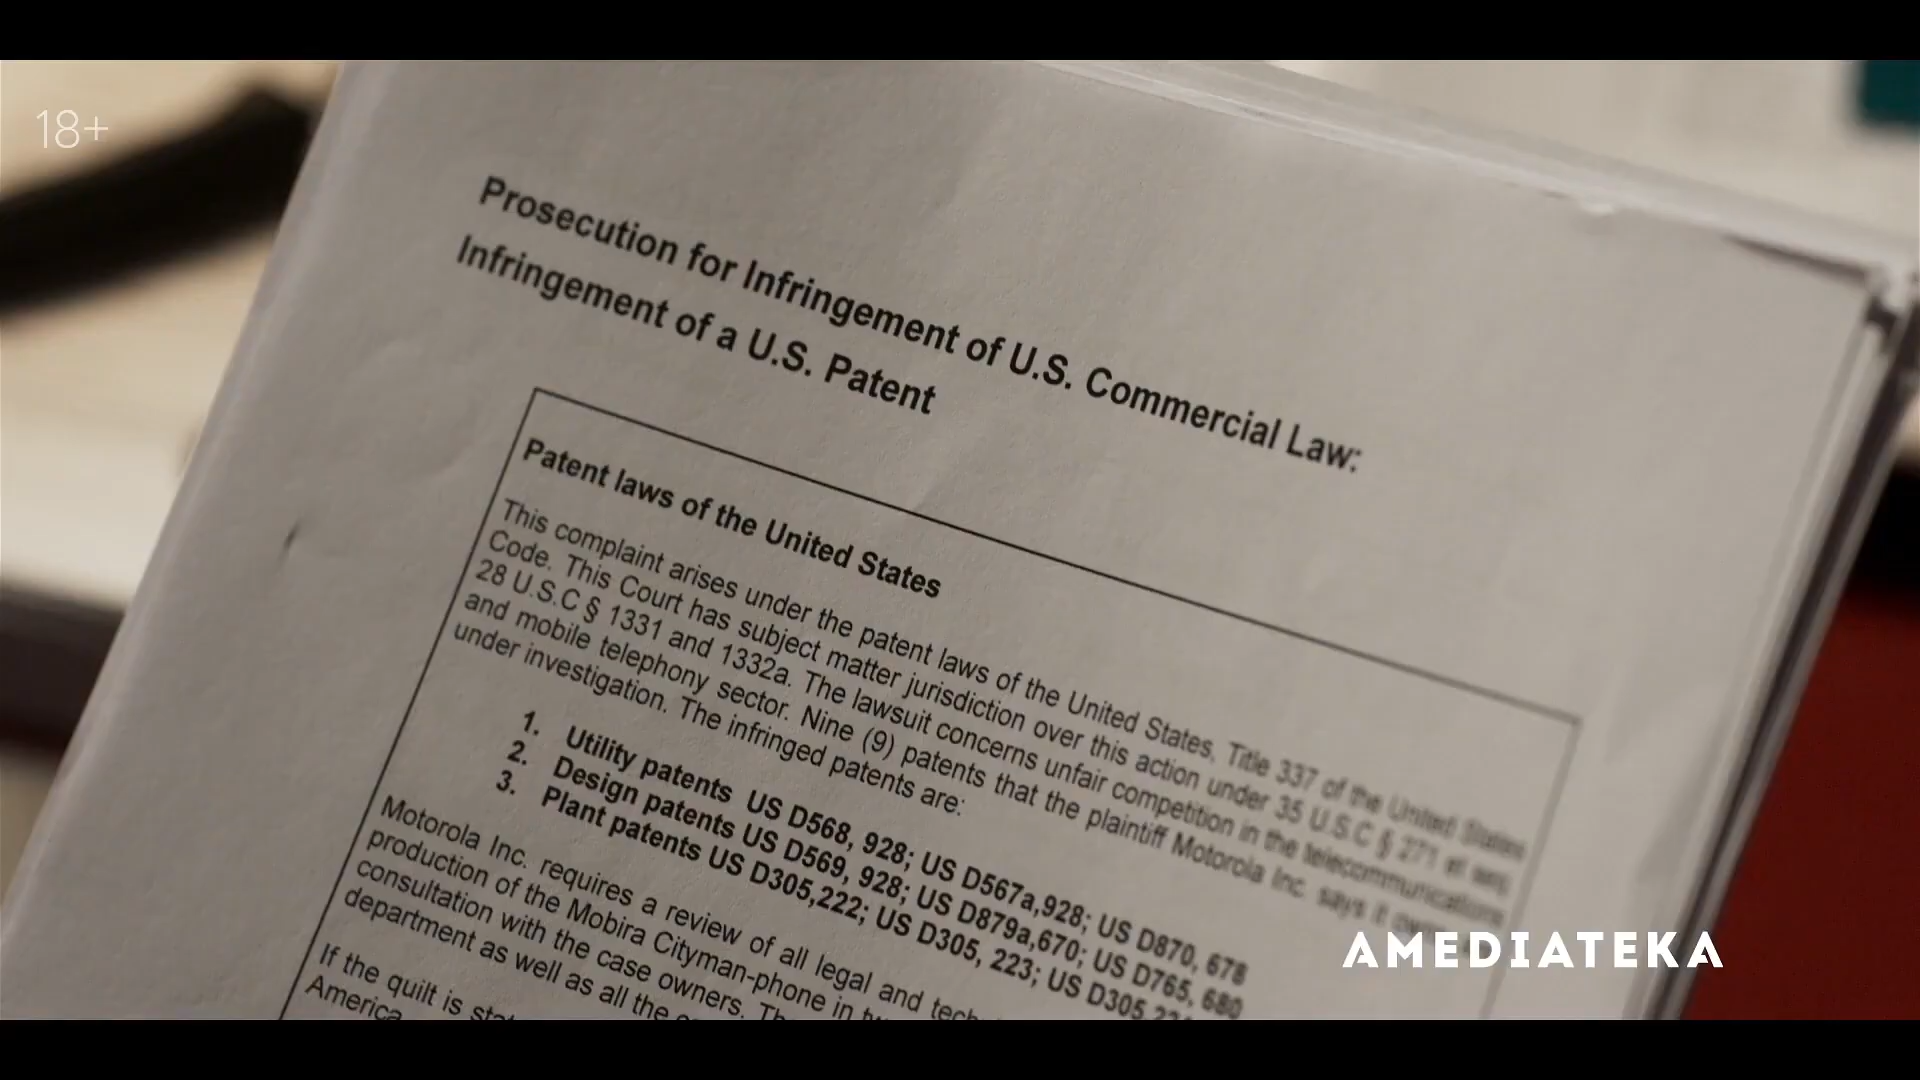 18+
Prosecution for Infringement of U.S. Commercial Law:
Infringement of a U.S. Patent
Patent laws of the United States
This complaint arises under the patent laws of the United States, Title 337 of the United States
Code. This Court has subject matter jurisdiction over this action under 35 U.S.C § 271 et seq.
28 U.S.C § 1331 and 1332a. The lawsuit concerns unfair competition in the telecommunications
and mobile telephony sector. Nine (9) patents that the plaintiff Motorola Inc. says it owns
under investigation. The infringed patents are:
1. Utility patents US D568, 928; US D567a,928; US D870, 678
2. Design patents US D569, 928; US D879a,670; US D765, 680
3. Plant patents US D305,222; US D305, 223; US D305
Motorola Inc. requires a review of all legal and
production of the Mobira Cityman-phone in
consultation with the case owners.
department as well as all the
If the quilt is
America
AMEDIATEKA